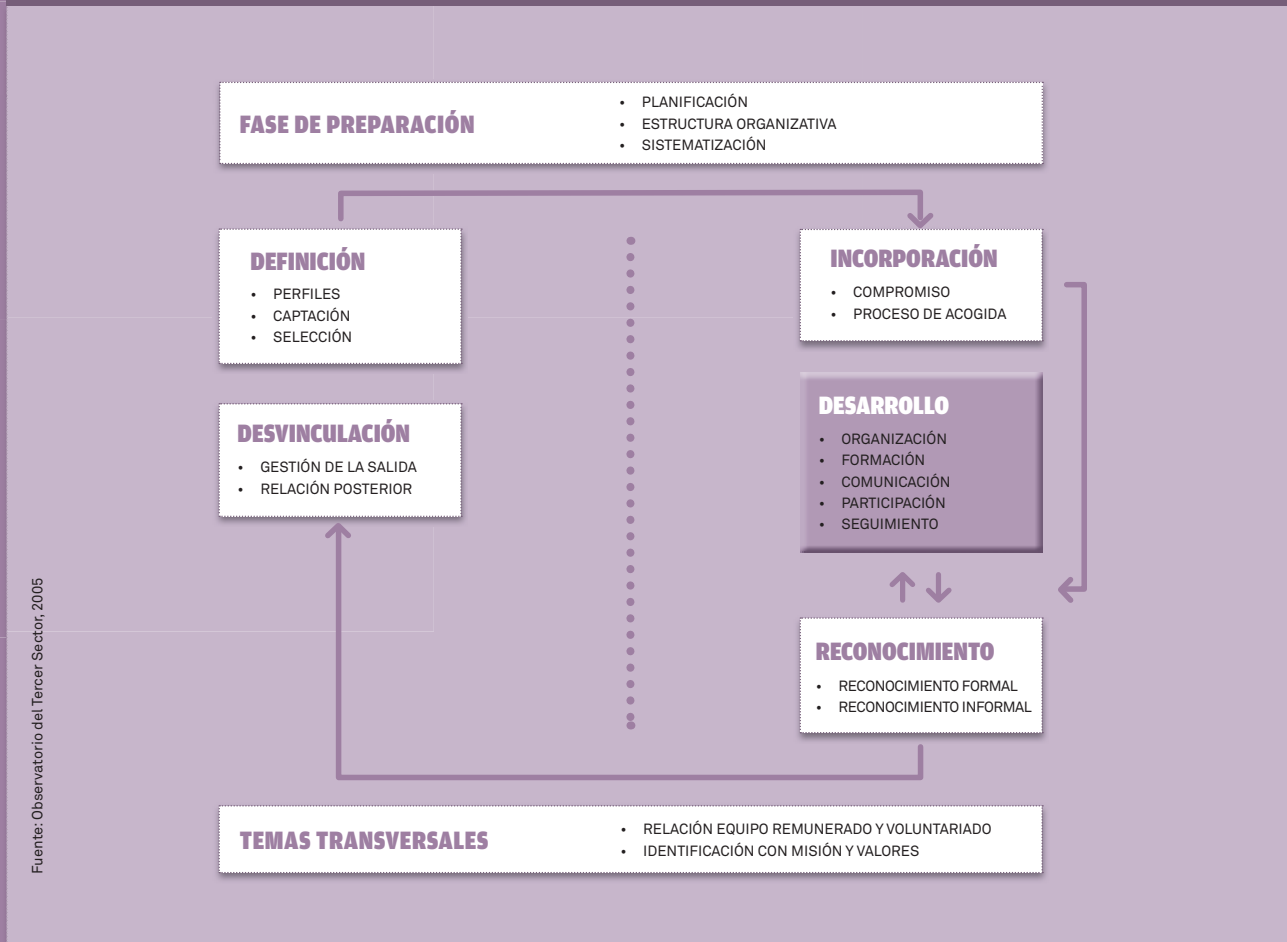 FASE DE PREPARACIÓN
• PLANIFICACIÓN
• ESTRUCTURA ORGANIZATIVA
• SISTEMATIZACIÓN
DEFINICIÓN
• PERFILES
• CAPTACIÓN
• SELECCIÓN
INCORPORACIÓN
• COMPROMISO
• PROCESO DE ACOGIDA
DESARROLLO
• ORGANIZACIÓN
• FORMACIÓN
• COMUNICACIÓN
• PARTICIPACIÓN
• SEGUIMIENTO
RECONOCIMIENTO
• RECONOCIMIENTO FORMAL
• RECONOCIMIENTO INFORMAL
DESVINCULACIÓN
• GESTIÓN DE LA SALIDA
• RELACIÓN POSTERIOR
TEMAS TRANSVERSALES
• RELACIÓN EQUIPO REMUNERADO Y VOLUNTARIADO
• IDENTIFICACIÓN CON MISIÓN Y VALORES
Fuente: Observatorio del Tercer Sector, 2005